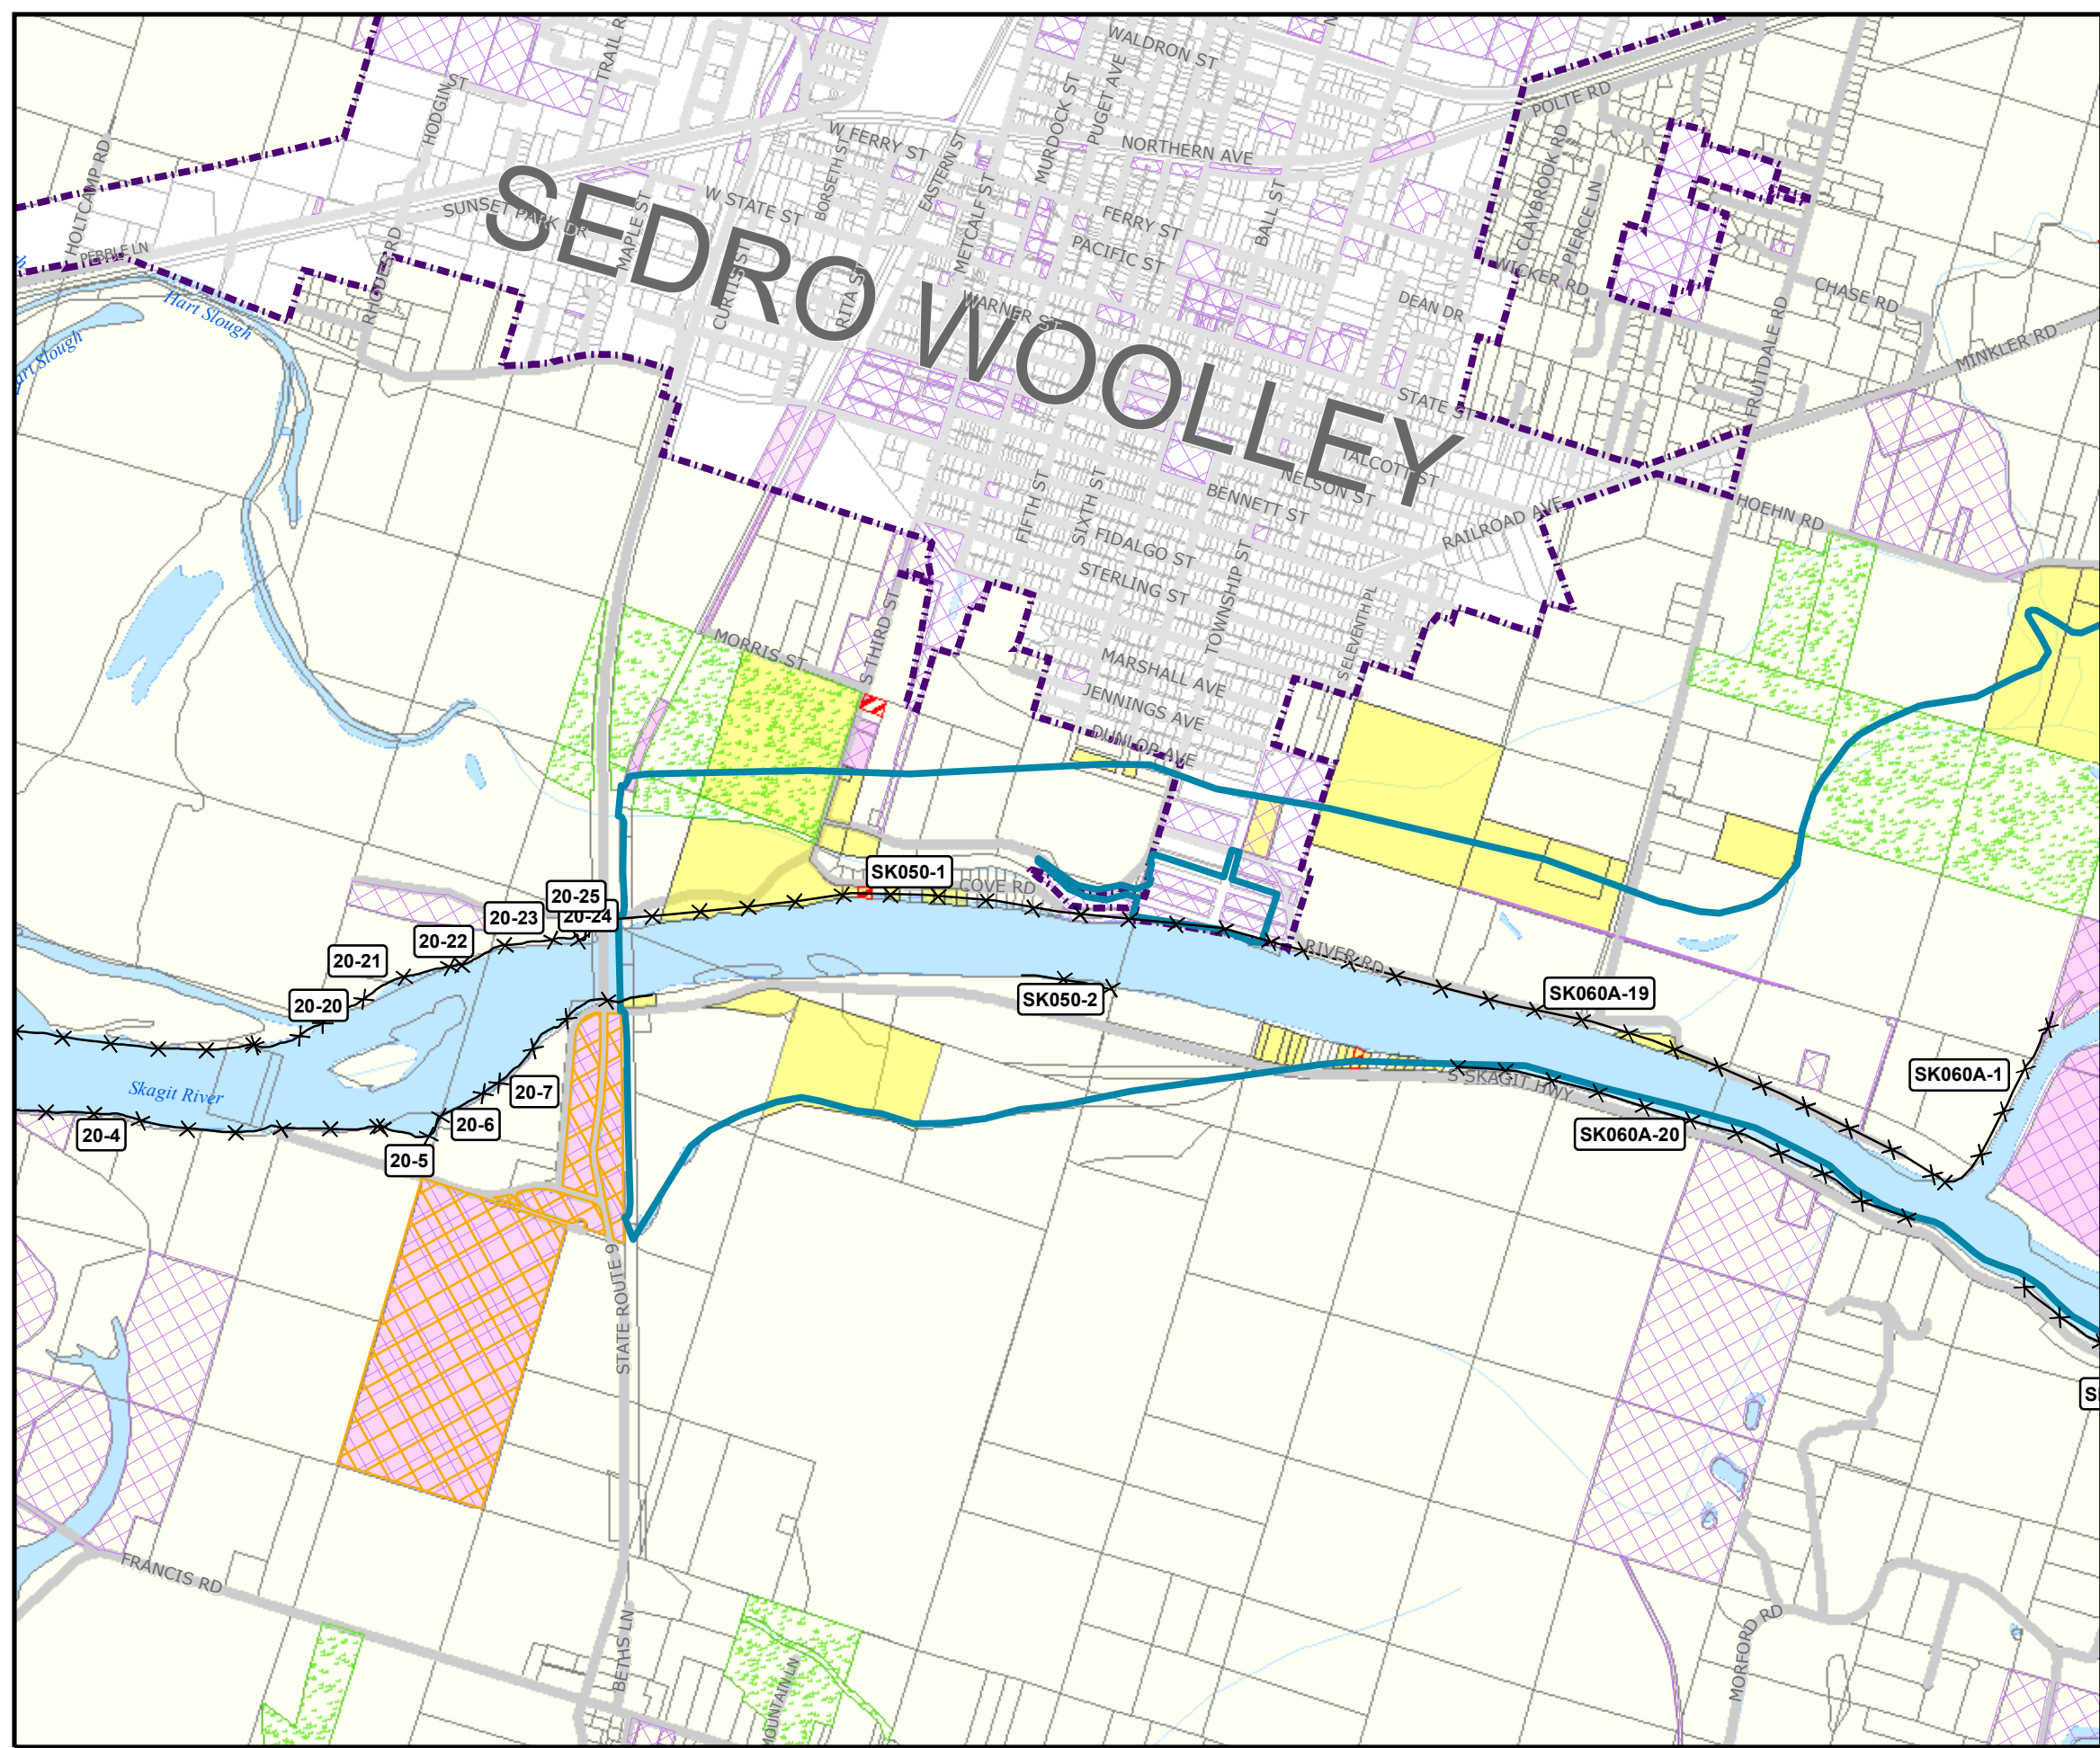 WALDRON ST
TRAIL R
HODGIN ST
MURDOCK ST
PUGET AVE
POLTE RD
W FERRY ST
NORTHERN AVE
HOLTCAMP RD
BORSETH ST
EASTERN ST
CLAYBROOK RD
PIERCE LN
W STATE ST
METCALF ST
FERRY ST
BALL ST
SUNSET PARK DR
MAPLE ST
PACIFIC ST
PEBBLE LN
RHODES RD
CURTIS ST
RITA ST
WICKER RD
CHASE RD
Hart Slough
SEDRO WOOLLEY
WARNER ST
DEAN DR
FRUITDALE RD
MINKLER RD
art Slough
STATE ST
TALCOTT ST
NELSON ST
BENNETT ST
FIFTH ST
SIXTH ST
RAILROAD AVE
HOEHN RD
FIDALGO ST
STERLING ST
TOWNSHIP ST
S ELEVENTH PL
MORRIS ST
S THIRD ST
MARSHALL AVE
JENNINGS AVE
DUNLOP AVE
SK050-1
COVE RD
20-25
20-24
20-23
20-22
20-21
20-20
RIVER RD
SK050-2
SK060A-19
SK060A-1
Skagit River
20-7
20-6
20-4
20-5
S SKAGIT HWY
SK060A-20
STATE ROUTE 9
S
FRANCIS RD
BETHS LN
MOUNTAIN LN
MORFORD RD